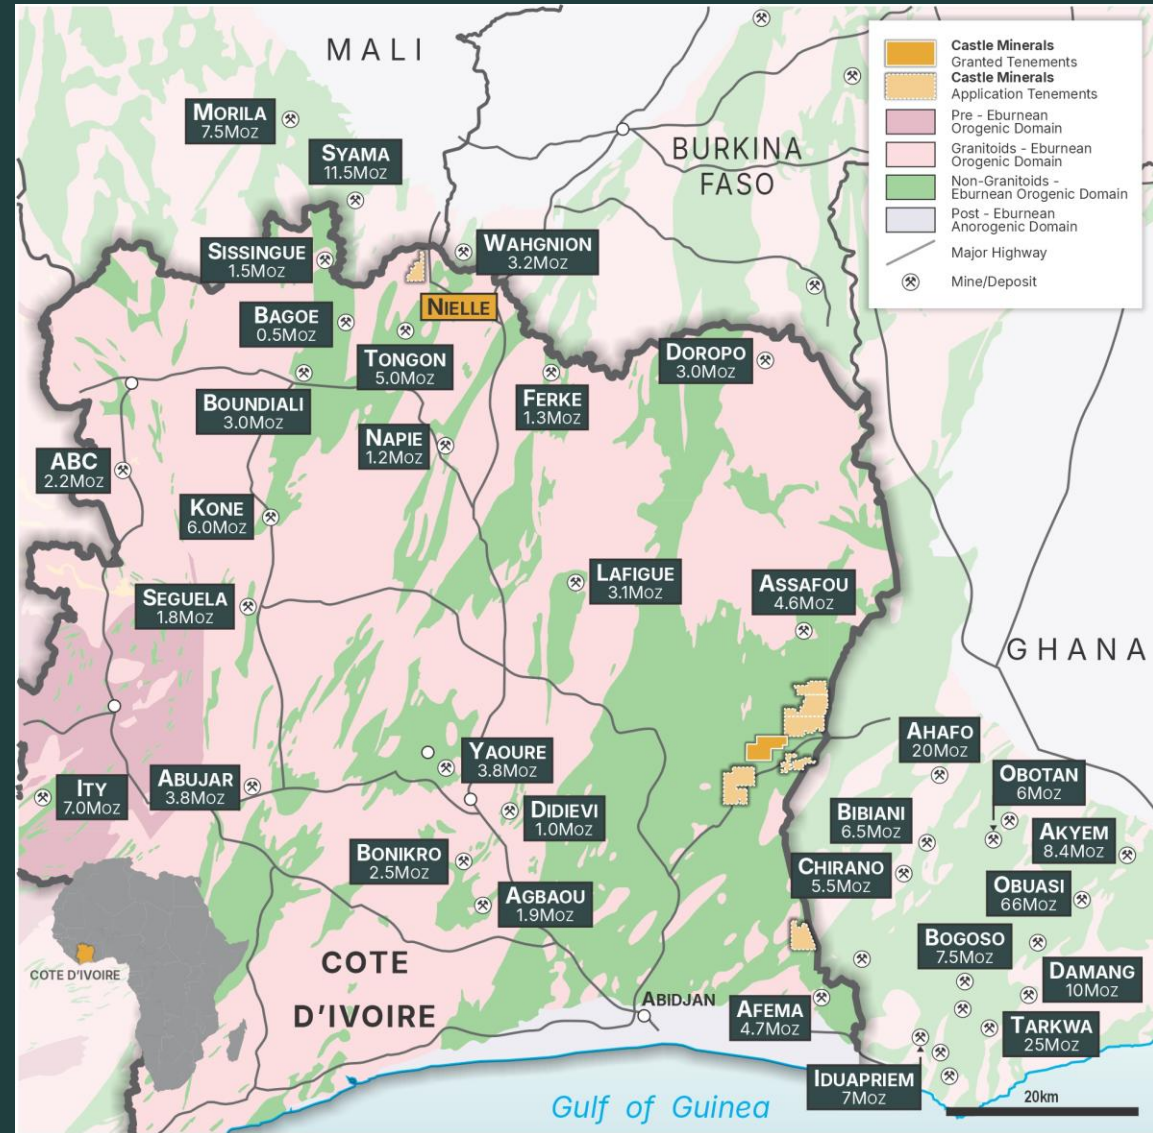 MALI
BURKINA
FASO
GHANA
Castle Minerals
Granted Tenements
Castle Minerals
Application Tenements
Pre - Eburnean
Orogenic Domain
Granitoids - Eburnean
Orogenic Domain
Non-Granitoids -
Eburnean Orogenic Domain
Post - Eburnean
Anorogenic Domain
Major Highway
Mine/Deposit
MORILA
7.5MOZ
SYAMA
11.5MOZ
SISSINGUE
1.5MOZ
WAHGNION
3.2MOZ
NIELLE
BAGOE
0.5MOZ
TONGON
5.0MOZ
DOROPO
3.0MOZ
BOUNDIALI
3.0MOZ
FERKE
1.3MOZ
NAPIE
1.2MOZ
ABC
2.2MOZ
KONE
6.0MOZ
LAFIGUE
3.1MOZ
ASSAFOU
4.6MOZ
SEGUELA
1.8MOZ
AHAFO
20MOZ
YAOURE
3.8MOZ
OBOTAN
6MOZ
ITY
7.0MOZ
ABUJAR
3.8MOZ
DIDIEVI
1.0MOZ
BIBIANI
6.5MOZ
AKYEM
8.4MOZ
BONIKRO
2.5MOZ
CHIRANO
5.5MOZ
AGBAOU
1.9MOZ
OBUASI
66MOZ
BOGOSO
7.5MOZ
COTE
D'IVOIRE
COTE D'IVOIRE
DAMANG
10MOZ
ABIDJAN
AFEMA
4.7MOZ
TARKWA
25MOZ
IDUAPRIEM
7MOZ
Gulf of Guinea
20km